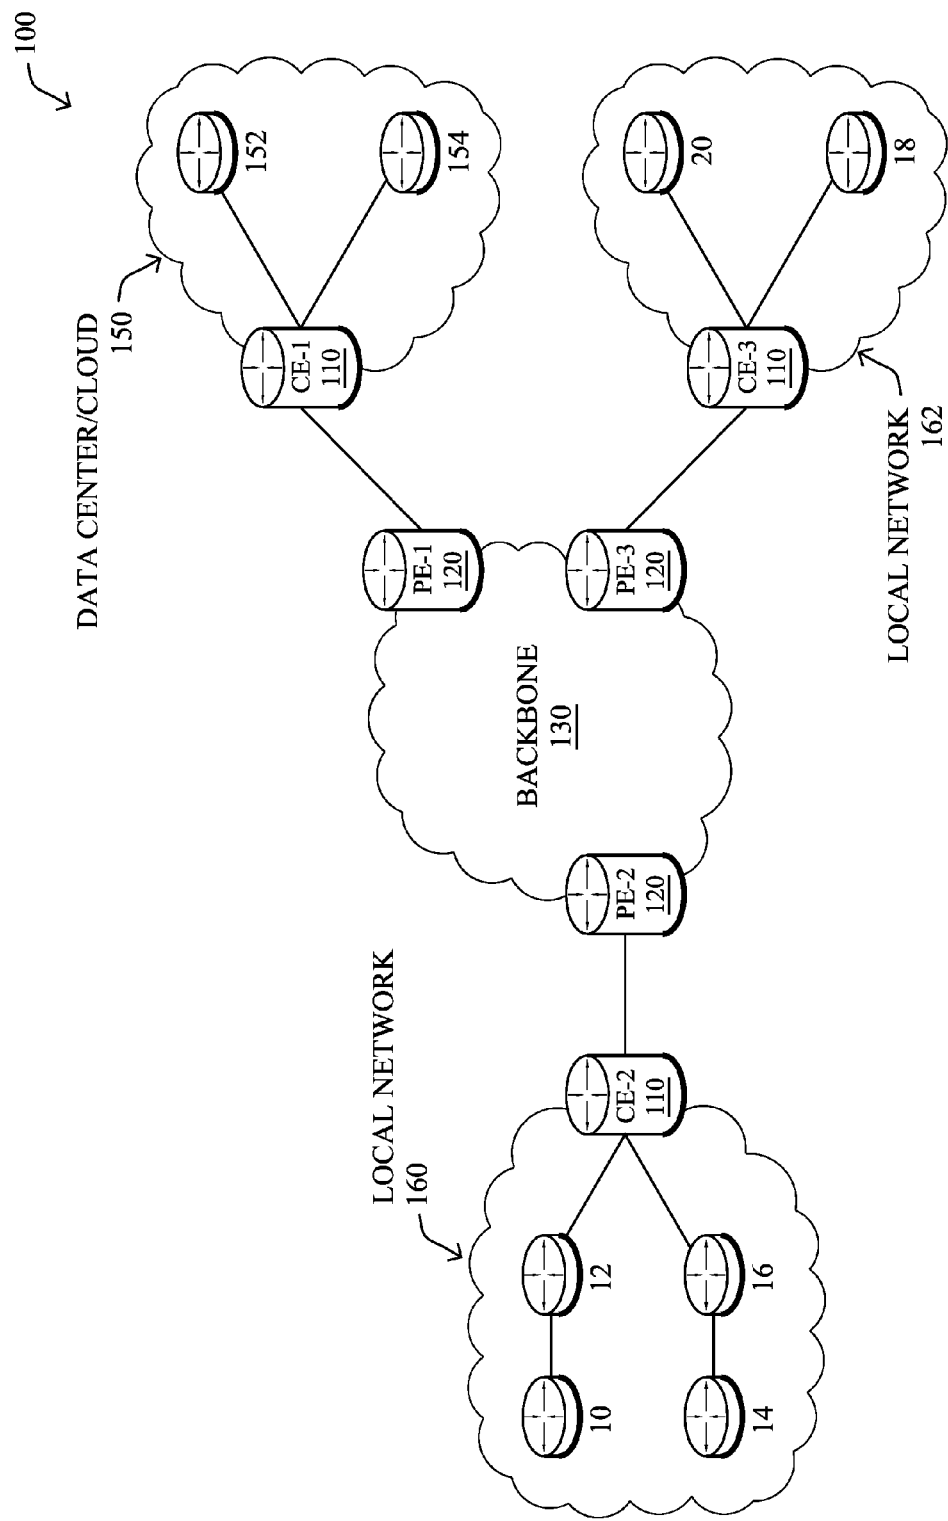 100
DATA CENTER/CLOUD
150
152
154
CE-1
110
PE-1
120
BACKBONE
130
PE-3
120
CE-3
110
20
18
LOCAL NETWORK
162
PE-2
120
LOCAL NETWORK
160
CE-2
110
12
10
16
14